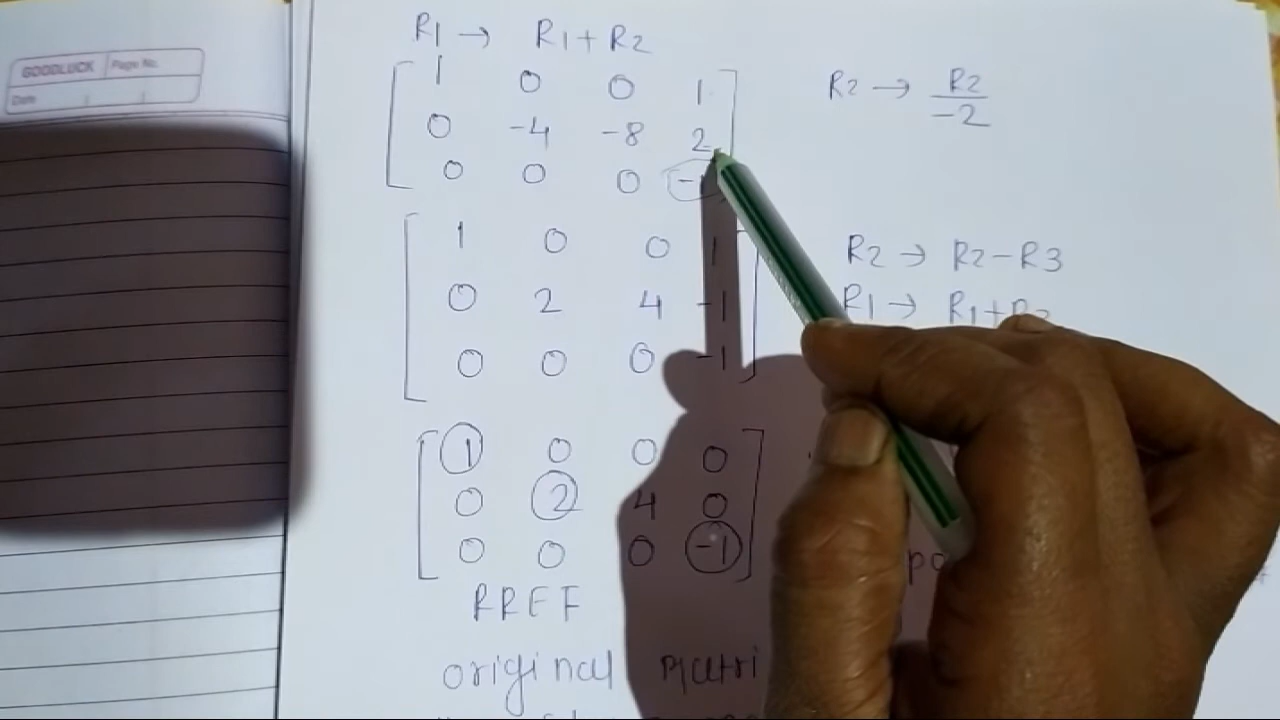 GOODLUCK Page No.
Date
R1 → R1 + R2
1 0 0 1
0 -4 -8 2
0 0 0
R2 → R2 / -2
1 0 0 1
0 2 4 -1
0 0 0 -1
R2 → R2 - R3
R1 →
1 0 0 0
0 2 4 0
0 0 0 -1
RREF
original